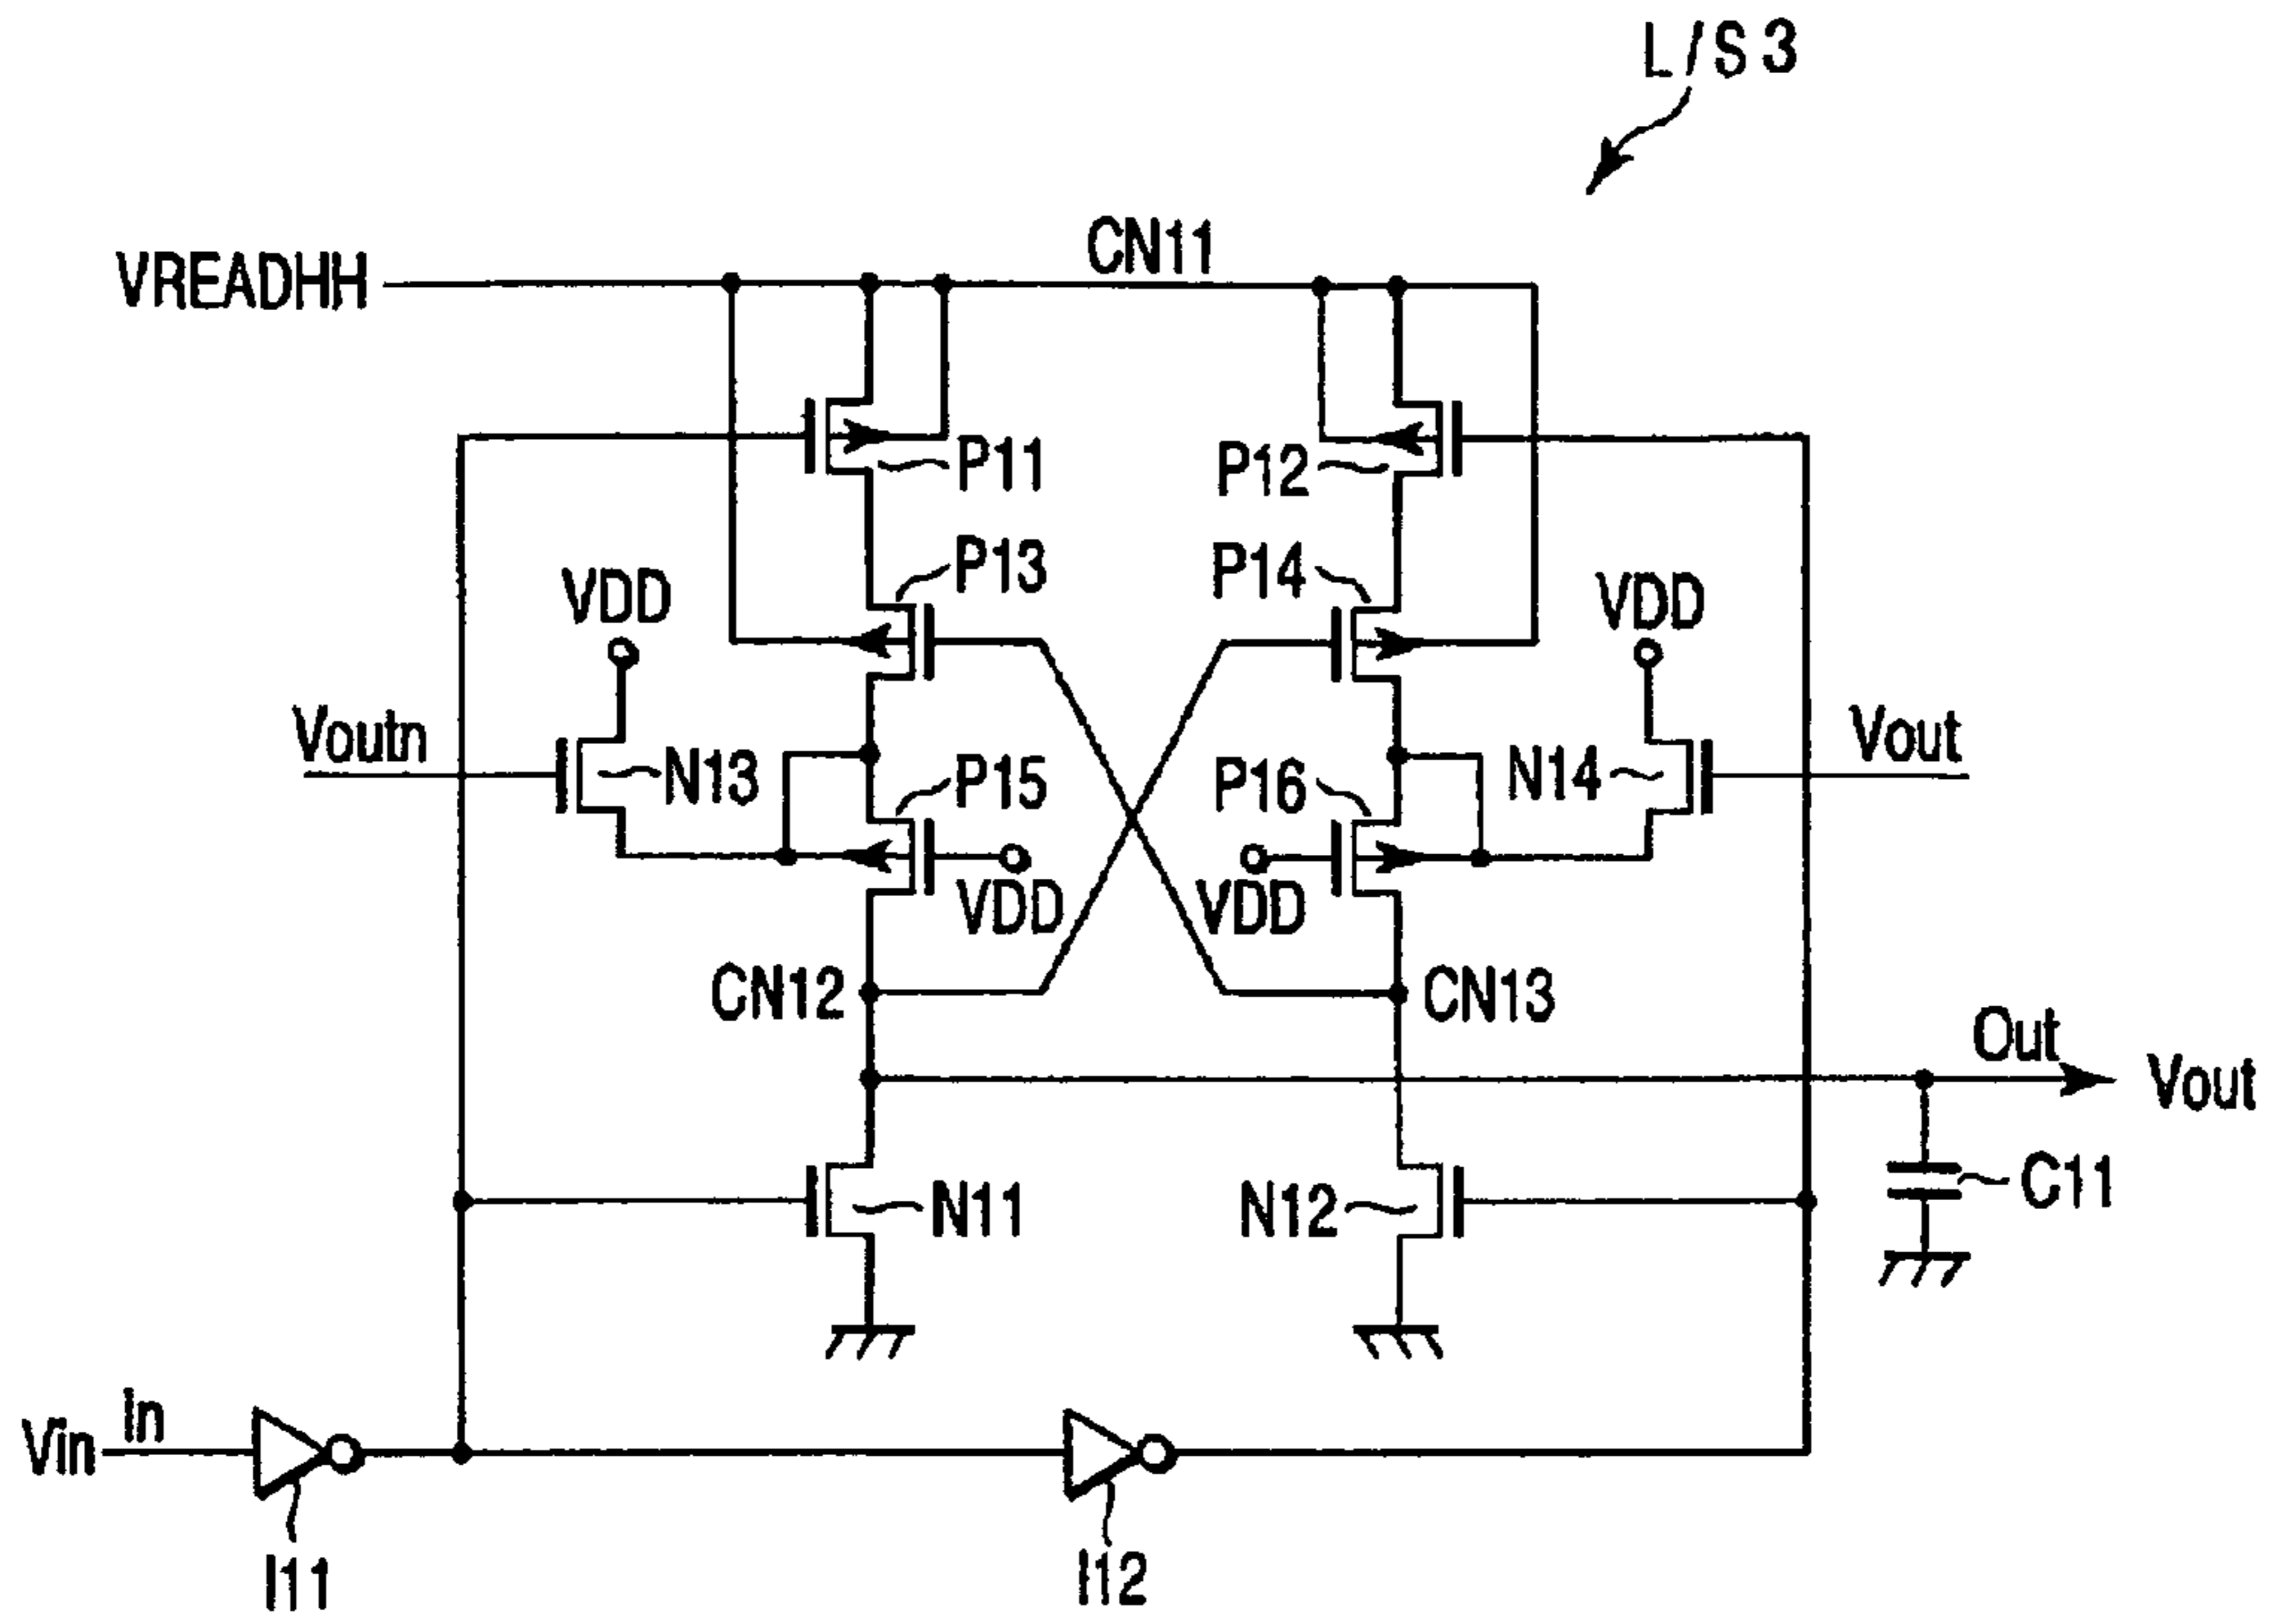 L/S3
CN11
VREADHH
P11
P12
P13
P14
VDD
VDD
Voutn
N13
P15
P16
N14
Vout
VDD
VDD
CN12
CN13
Out
Vout
N11
N12
C11
In
Vin
I11
I12